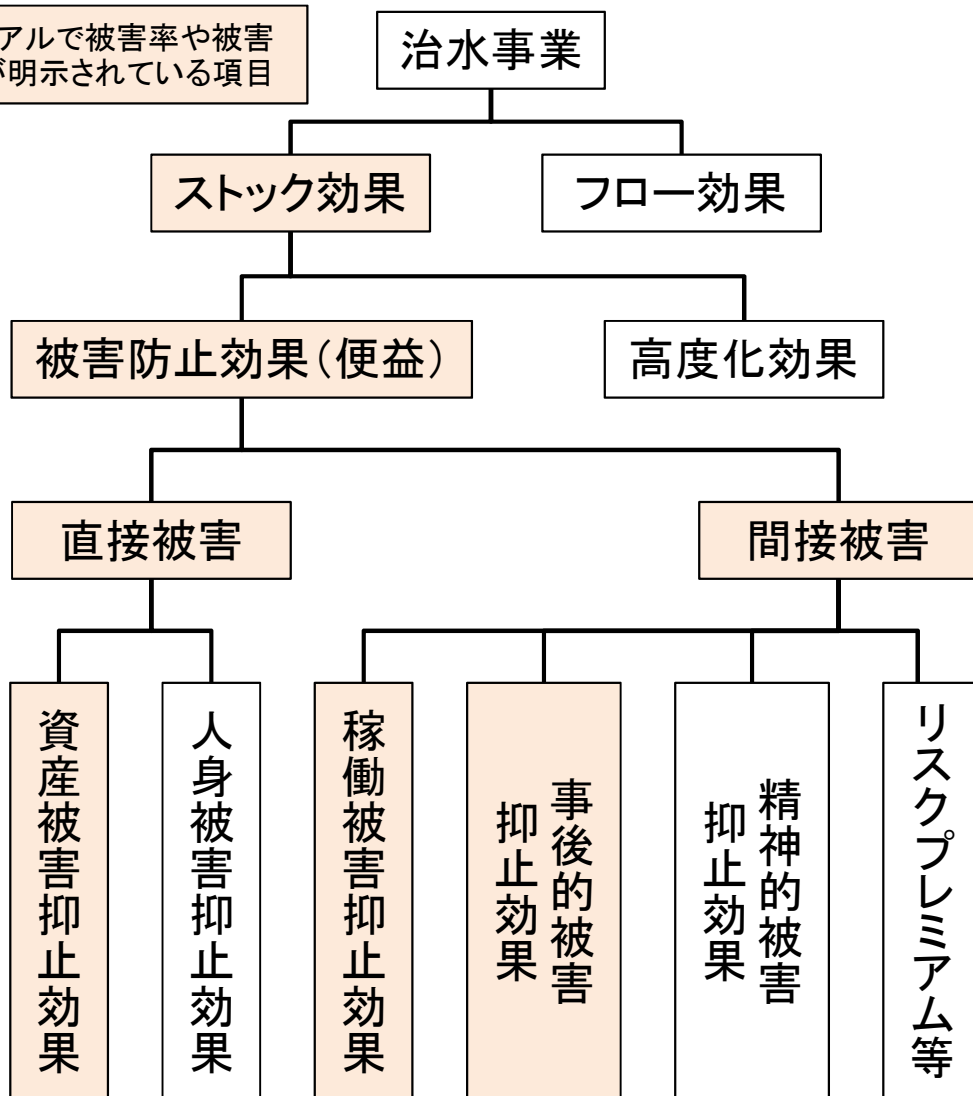 アルで被害率や被害
が明示されている項目
治水事業
ストック効果
フロー効果
被害防止効果(便益)
高度化効果
直接被害
間接被害
資産被害抑止効果
人身被害抑止効果
稼働被害抑止効果
事後的被害
抑止効果
精神的被害
抑止効果
リスクプレミアム等